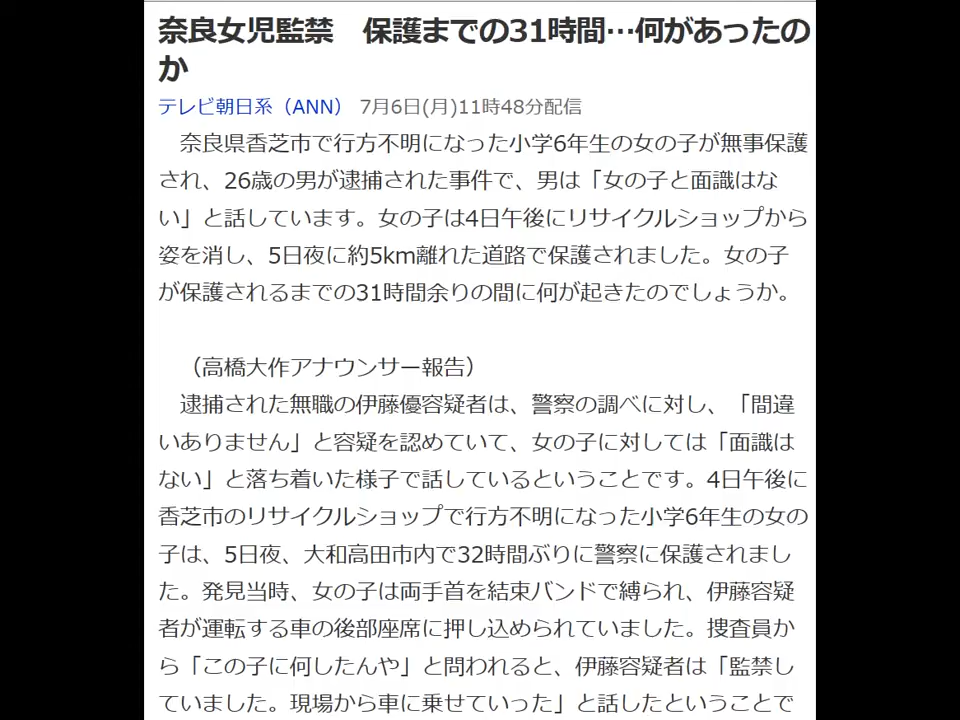 奈良女児監禁　保護までの31時間…何があったの
か
テレビ朝日系（ANN）　7月6日(月)11時48分配信
　奈良県香芝市で行方不明になった小学6年生の女の子が無事保護
され、26歳の男が逮捕された事件で、男は「女の子と面識はな
い」と話しています。女の子は4日午後にリサイクルショップから
姿を消し、5日夜に約5km離れた道路で保護されました。女の子
が保護されるまでの31時間余りの間に何が起きたのでしょうか。
　（高橋大作アナウンサー報告）
　逮捕された無職の伊藤優容疑者は、警察の調べに対し、「間違
いありません」と容疑を認めていて、女の子に対しては「面識は
ない」と落ち着いた様子で話しているということです。4日午後に
香芝市のリサイクルショップで行方不明になった小学6年生の女の
子は、5日夜、大和高田市内で32時間ぶりに警察に保護されまし
た。発見当時、女の子は両手首を結束バンドで縛られ、伊藤容疑
者が運転する車の後部座席に押し込められていました。捜査員か
ら「この子に何したんや」と問われると、伊藤容疑者は「監禁し
ていました。現場から車に乗せていった」と話したということで